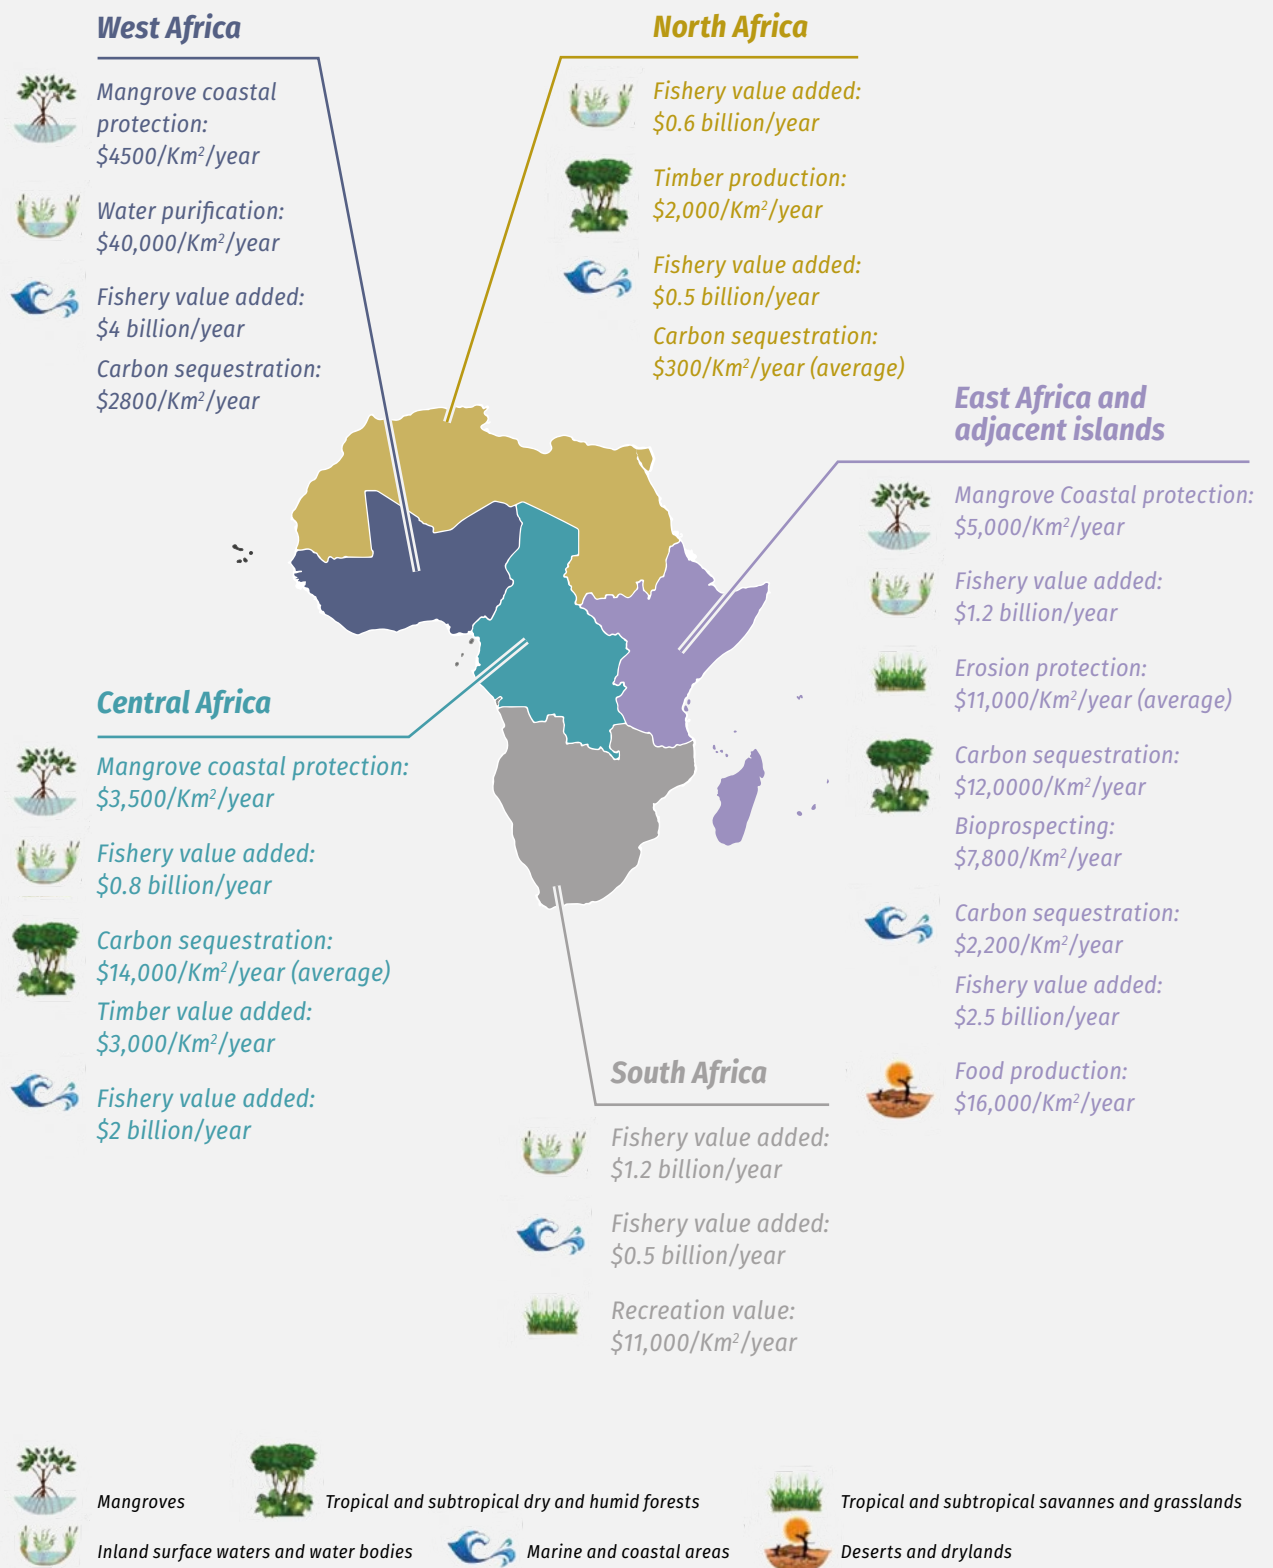 West Africa
Mangrove coastal
protection:
$4500/Km²/year
Water purification:
$40,000/Km²/year
Fishery value added:
$4 billion/year
Carbon sequestration:
$2800/Km²/year
North Africa
Fishery value added:
$0.6 billion/year
Timber production:
$2,000/Km²/year
Fishery value added:
$0.5 billion/year
Carbon sequestration:
$300/Km²/year (average)
East Africa and
adjacent islands
Mangrove Coastal protection:
$5,000/Km²/year
Fishery value added:
$1.2 billion/year
Erosion protection:
$11,000/Km²/year (average)
Carbon sequestration:
$12,0000/Km²/year
Bioprospecting:
$7,800/Km²/year
Carbon sequestration:
$2,200/Km²/year
Fishery value added:
$2.5 billion/year
Food production:
$16,000/Km²/year
Central Africa
Mangrove coastal protection:
$3,500/Km²/year
Fishery value added:
$0.8 billion/year
Carbon sequestration:
$14,000/Km²/year (average)
Timber value added:
$3,000/Km²/year
Fishery value added:
$2 billion/year
South Africa
Fishery value added:
$1.2 billion/year
Fishery value added:
$0.5 billion/year
Recreation value:
$11,000/Km²/year
Mangroves
Tropical and subtropical dry and humid forests
Tropical and subtropical savannes and grasslands
Inland surface waters and water bodies
Marine and coastal areas
Deserts and drylands